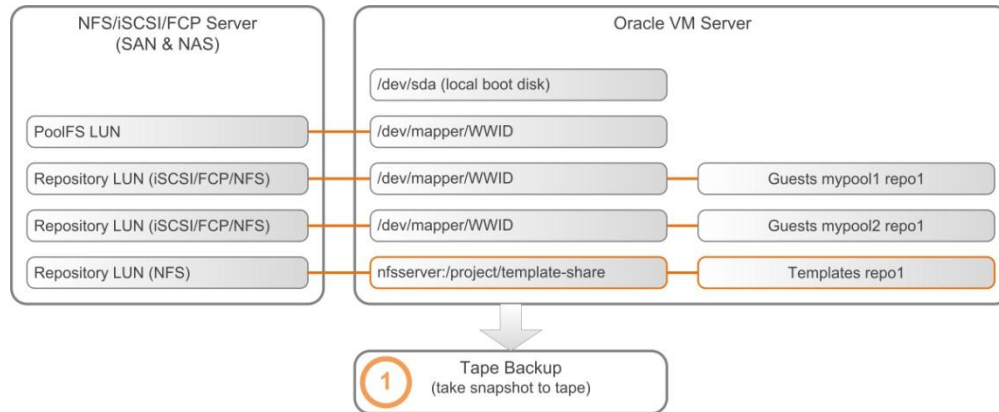 NFS/iSCSI/FCP Server
(SAN & NAS)
Oracle VM Server
/dev/sda (local boot disk)
PoolFS LUN
/dev/mapper/WWID
Repository LUN (iSCSI/FCP/NFS)
/dev/mapper/WWID
Guests mypool1 repo1
Repository LUN (iSCSI/FCP/NFS)
/dev/mapper/WWID
Guests mypool2 repo1
Repository LUN (NFS)
nfsserver:/project/template-share
Templates repo1
1
Tape Backup
(take snapshot to tape)